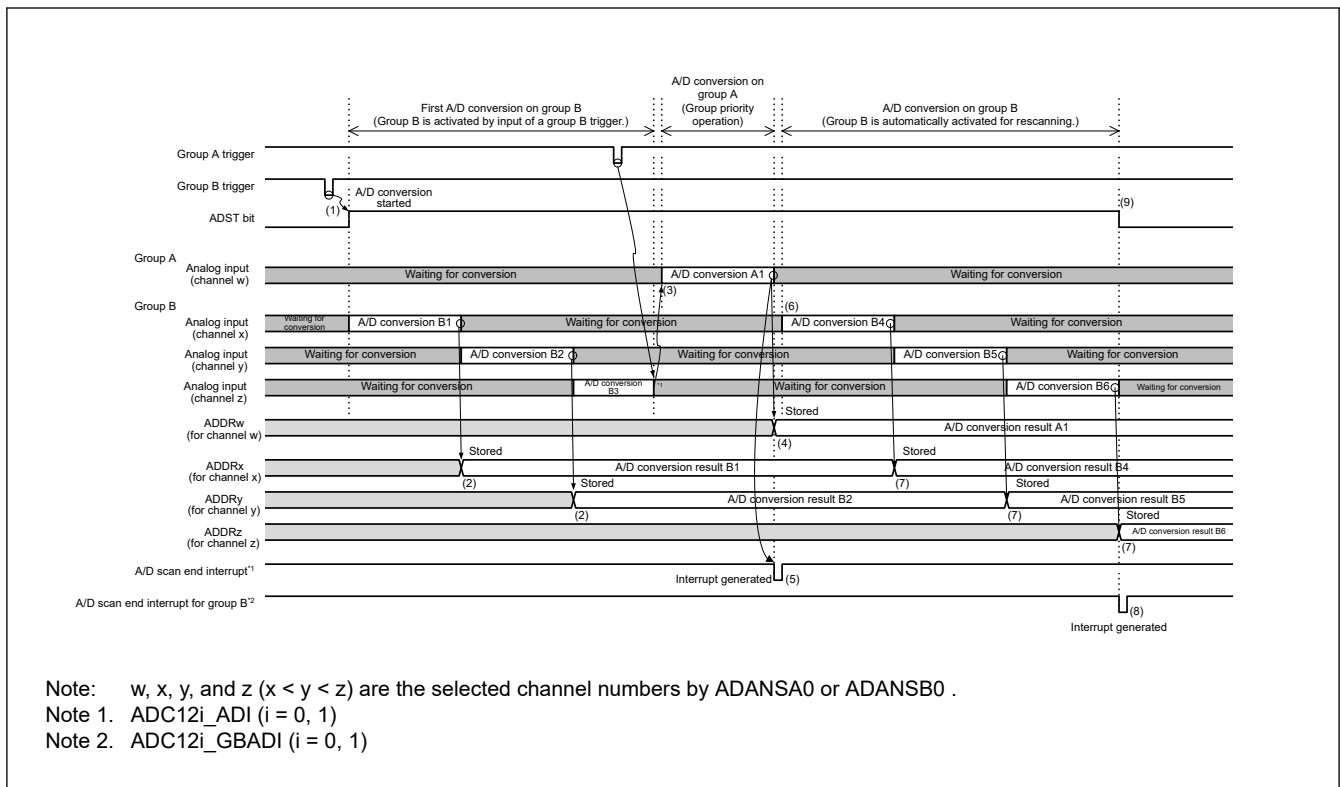 A/D conversion on
group A
(Group priority
operation)
First A/D conversion on group B
(Group B is activated by input of a group B trigger.)
A/D conversion on group B
(Group B is automatically activated for rescanning.)
Group A trigger
Group B trigger
A/D conversion
started
(1)
ADST bit
(9)
Group A
Analog input
(channel w)
Waiting for conversion
A/D conversion A1
Waiting for conversion
(3)
Group B
(6)
Analog input
(channel x)
Waiting for
conversion
A/D conversion B1
Waiting for conversion
A/D conversion B4
Waiting for conversion
Analog input
(channel y)
Waiting for conversion
A/D conversion B2
Waiting for conversion
A/D conversion B5
Waiting for conversion
Analog input
(channel z)
Waiting for conversion
A/D conversion
B3
*1
Waiting for conversion
A/D conversion B6
Waiting for conversion
Stored
ADDRw
(for channel w)
A/D conversion result A1
(4)
Stored
Stored
ADDRx
(for channel x)
A/D conversion result B1
A/D conversion result B4
(2)
(7)
Stored
Stored
ADDRy
(for channel y)
A/D conversion result B2
A/D conversion result B5
(2)
(7)
Stored
ADDRz
(for channel z)
A/D conversion result B6
(7)
A/D scan end interrupt*1
Interrupt generated
(5)
A/D scan end interrupt for group B*2
(8)
Interrupt generated
Note: w, x, y, and z (x < y < z) are the selected channel numbers by ADANSA0 or ADANSB0 .
Note 1. ADC12i_ADI (i = 0, 1)
Note 2. ADC12i_GBADI (i = 0, 1)